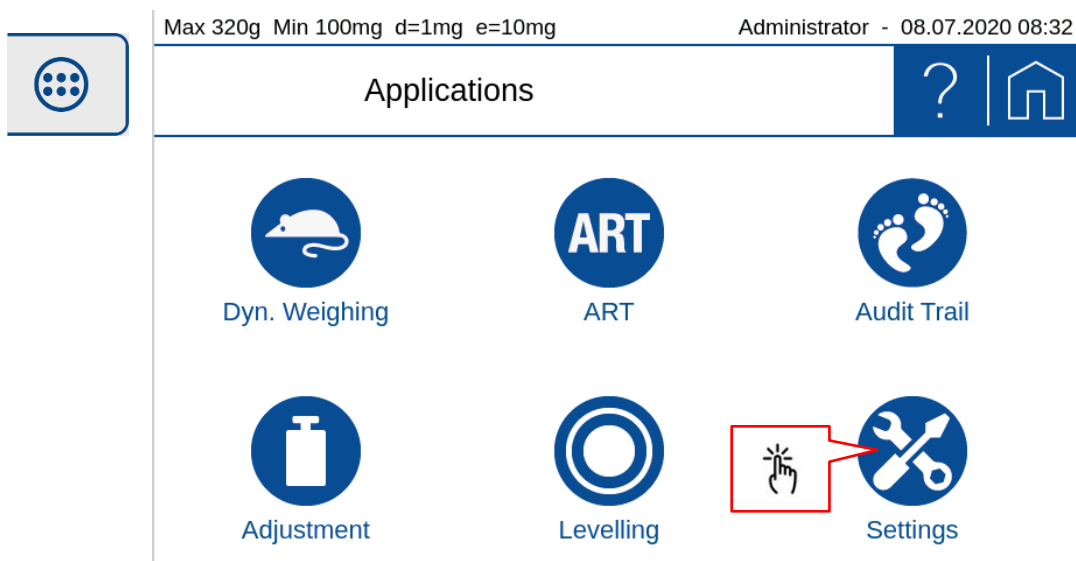 Max 320g Min 100mg d=1mg e=10mg
Administrator - 08.07.2020 08:32
Applications
?
ART
Dyn. Weighing
ART
Audit Trail
Adjustment
Levelling
Settings